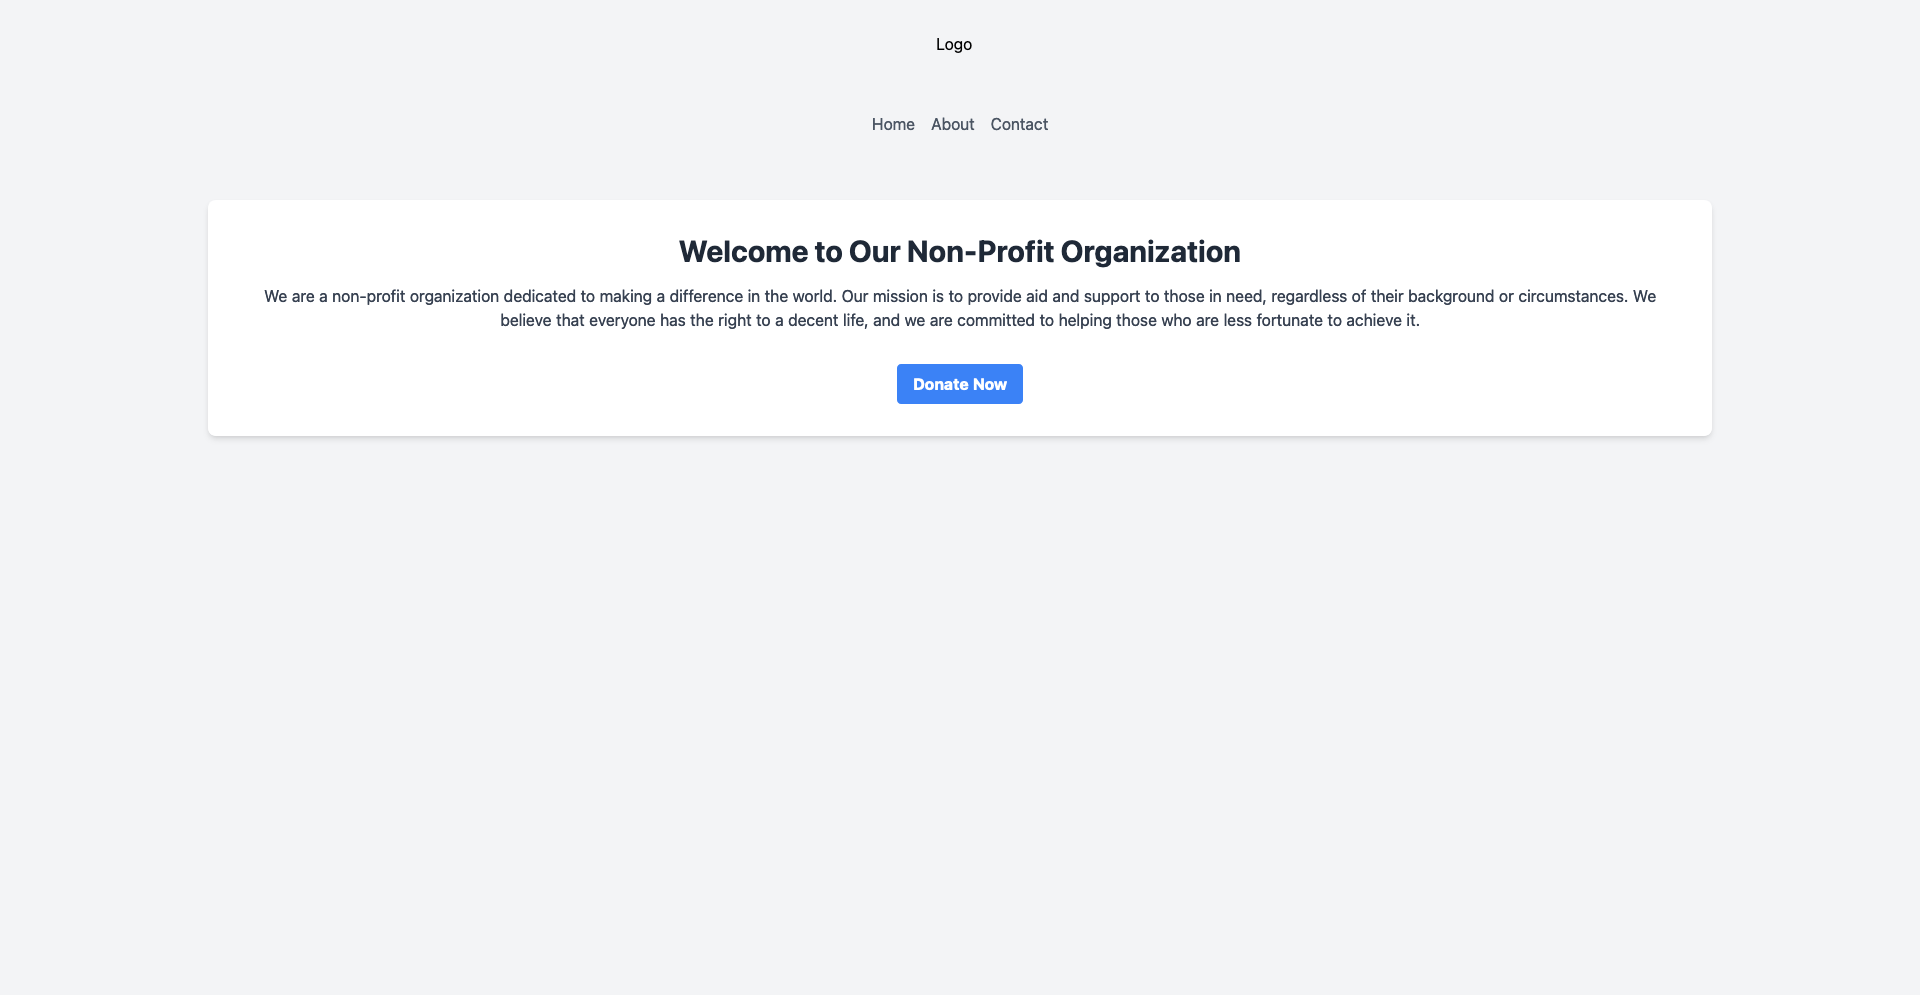 Logo
Home About Contact
Welcome to Our Non-Profit Organization
We are a non-profit organization dedicated to making a difference in the world. Our mission is to provide aid and support to those in need, regardless of their background or circumstances. We
believe that everyone has the right to a decent life, and we are committed to helping those who are less fortunate to achieve it.
Donate Now